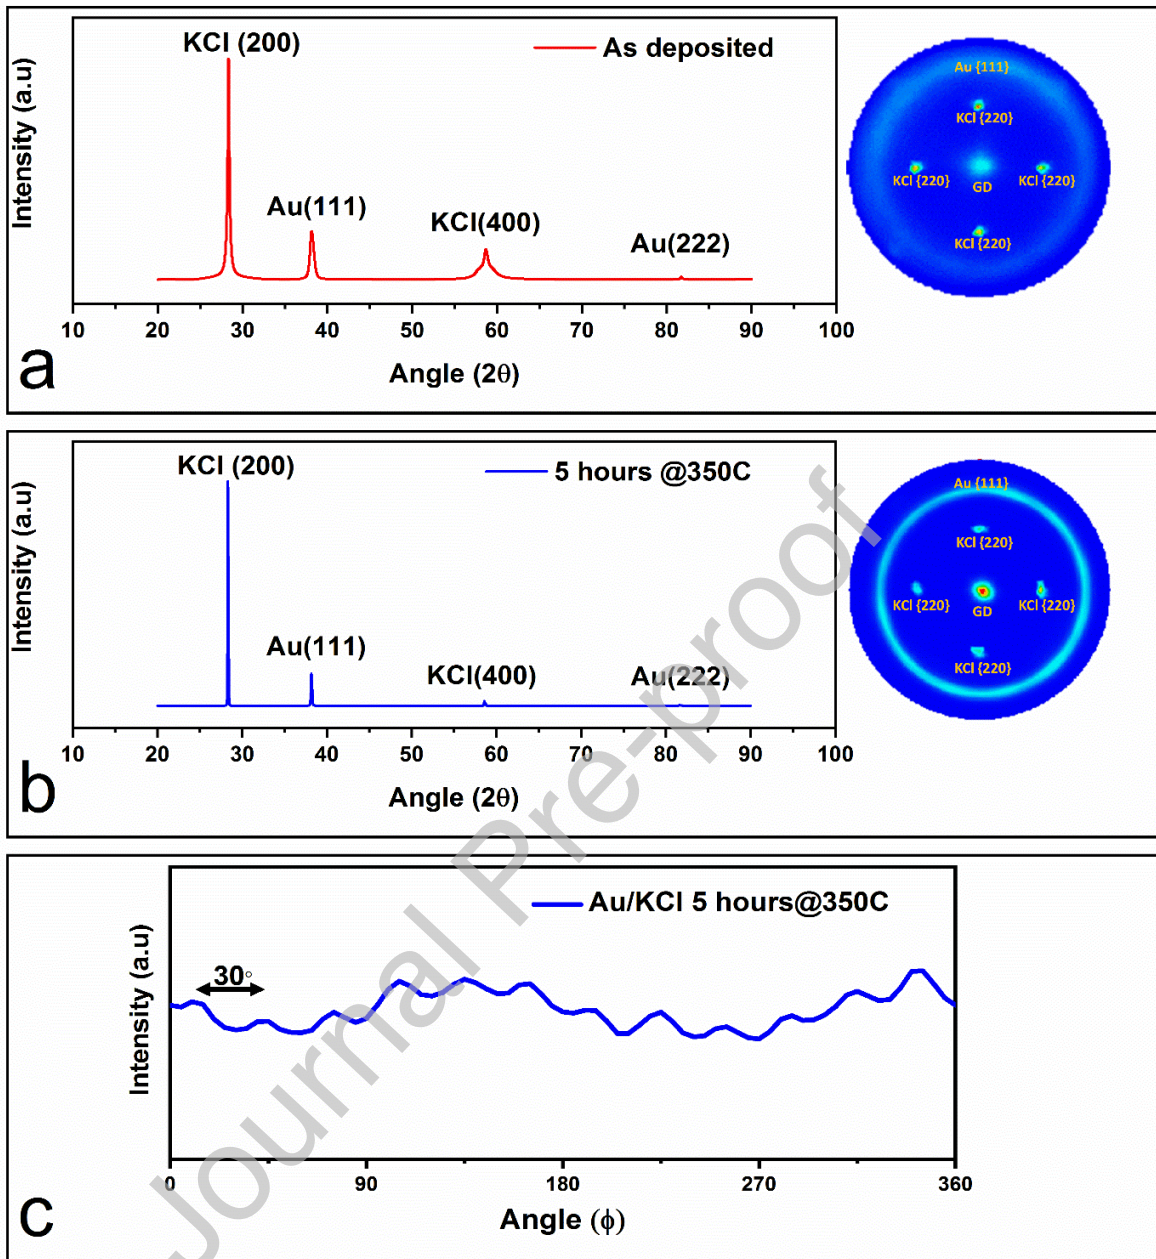 KCl (200)
As deposited
Au(111)
KCl(400)
Au(222)
Intensity (a.u)
10 20 30 40 50 60 70 80 90 100
Angle (2θ)
a
Au {111}
KCl {220}
KCl {220}
GD
KCl {220}
KCl {220}
KCl (200)
5 hours @350C
Au(111)
KCl(400)
Au(222)
Intensity (a.u)
10 20 30 40 50 60 70 80 90 100
Angle (2θ)
b
Au {111}
KCl {220}
KCl {220}
GD
KCl {220}
KCl {220}
Au/KCl 5 hours@350C
30°
Intensity (a.u)
0 90 180 270 360
Angle (ϕ)
c
Journal Pre-proof